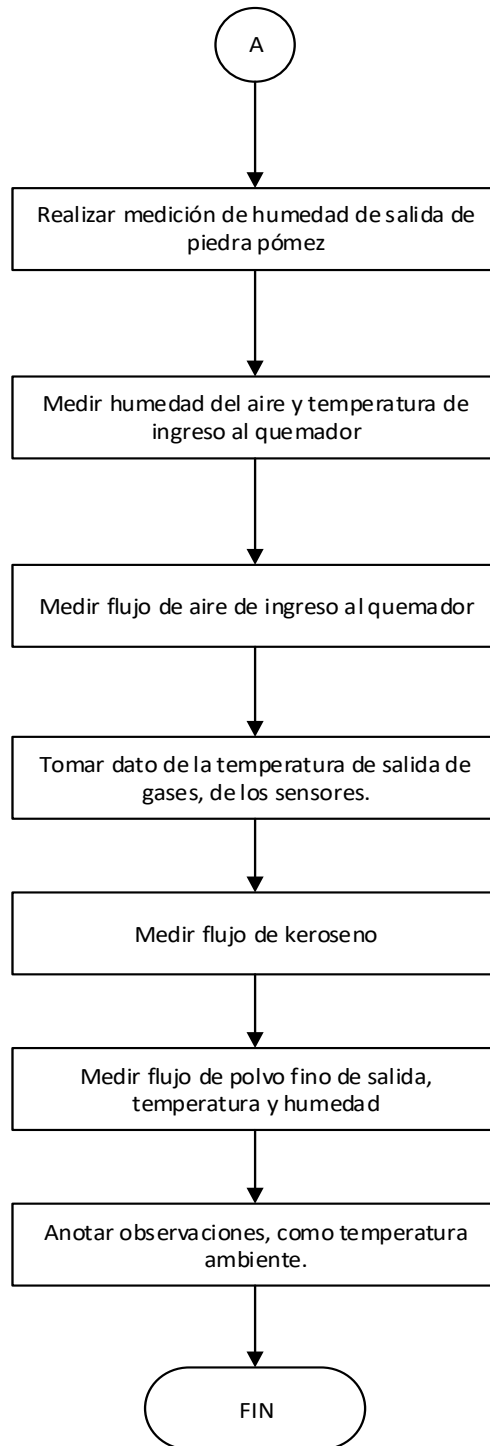 A
Realizar medición de humedad de salida de
piedra pómez
Medir humedad del aire y temperatura de
ingreso al quemador
Medir flujo de aire de ingreso al quemador
Tomar dato de la temperatura de salida de
gases, de los sensores.
Medir flujo de keroseno
Medir flujo de polvo fino de salida,
temperatura y humedad
Anotar observaciones, como temperatura
ambiente.
FIN